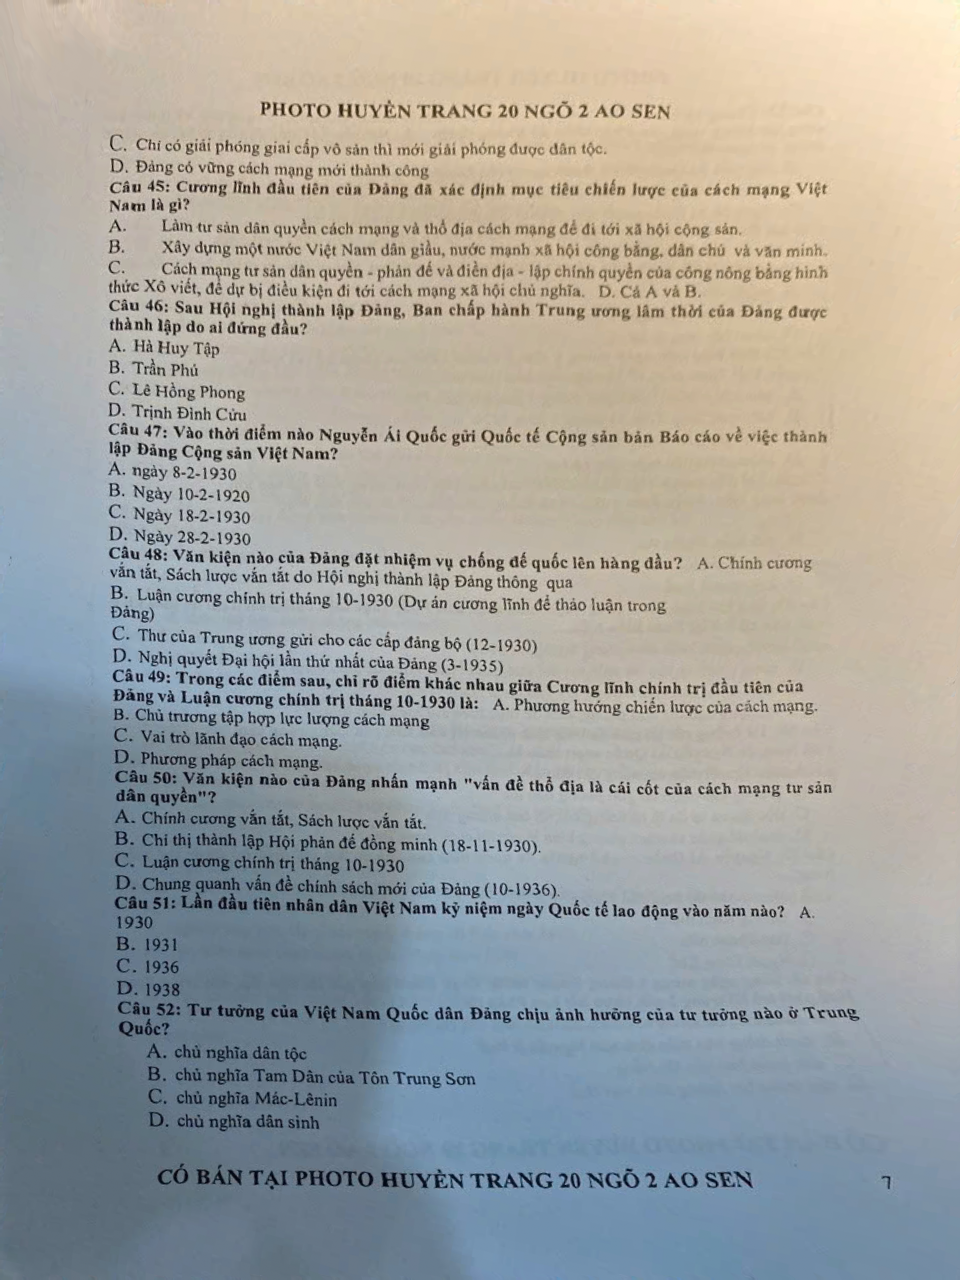 PHOTO HUYÈN TRANG 20 NGÕ 2 AO SEN
C. Chỉ có giải phóng giai cấp vô sản thì mới giải phóng được dân tộc.
D. Đảng có vững cách mạng mới thành công
Câu 45: Cương lĩnh đầu tiên của Đảng đã xác định mục tiêu chiến lược của cách mạng Việt
Nam là gì?
A. Làm tư sản dân quyền cách mạng và thổ địa cách mạng để đi tới xã hội cộng sản.
B. Xây dựng một nước Việt Nam dân giầu, nước mạnh xã hội công bằng, dân chủ và văn minh.
C. Cách mạng tư sản dân quyền - phản đế và điền địa - lập chính quyền của công nông bằng hình
thức Xô viết, để dự bị điều kiện đi tới cách mạng xã hội chủ nghĩa. D. Cả A và B.
Câu 46: Sau Hội nghị thành lập Đảng, Ban chấp hành Trung ương lâm thời của Đảng được
thành lập do ai đứng đầu?
A. Hà Huy Tập
B. Trần Phú
C. Lê Hồng Phong
D. Trịnh Đình Cửu
Câu 47: Vào thời điểm nào Nguyễn Ái Quốc gửi Quốc tế Cộng sản bản Báo cáo về việc thành
lập Đảng Cộng sản Việt Nam?
A. ngày 8-2-1930
B. Ngày 10-2-1920
C. Ngày 18-2-1930
D. Ngày 28-2-1930
Câu 48: Văn kiện nào của Đảng đặt nhiệm vụ chống đế quốc lên hàng đầu? A. Chính cương
vắn tắt, Sách lược vắn tắt do Hội nghị thành lập Đảng thông qua
B. Luận cương chính trị tháng 10-1930 (Dự án cương lĩnh để thảo luận trong
Đảng)
C. Thư của Trung ương gửi cho các cấp đảng bộ (12-1930)
D. Nghị quyết Đại hội lần thứ nhất của Đảng (3-1935)
Câu 49: Trong các điểm sau, chỉ rõ điểm khác nhau giữa Cương lĩnh chính trị đầu tiên của
Đảng và Luận cương chính trị tháng 10-1930 là: A. Phương hướng chiến lược của cách mạng.
B. Chủ trương tập hợp lực lượng cách mạng
C. Vai trò lãnh đạo cách mạng.
D. Phương pháp cách mạng.
Câu 50: Văn kiện nào của Đảng nhấn mạnh "vấn đề thổ địa là cái cốt của cách mạng tư sản
dân quyền"?
A. Chính cương vắn tắt, Sách lược vắn tắt.
B. Chỉ thị thành lập Hội phản đế đồng minh (18-11-1930).
C. Luận cương chính trị tháng 10-1930
D. Chung quanh vấn đề chính sách mới của Đảng (10-1936).
Câu 51: Lần đầu tiên nhân dân Việt Nam kỷ niệm ngày Quốc tế lao động vào năm nào? A.
1930
B. 1931
C. 1936
D. 1938
Câu 52: Tư tưởng của Việt Nam Quốc dân Đảng chịu ảnh hưởng của tư tưởng nào ở Trung
Quốc?
A. chủ nghĩa dân tộc
B. chủ nghĩa Tam Dân của Tôn Trung Sơn
C. chủ nghĩa Mác-Lênin
D. chủ nghĩa dân sinh
CÓ BÁN TẠI PHOTO HUYÈN TRANG 20 NGÕ 2 AO SEN 7